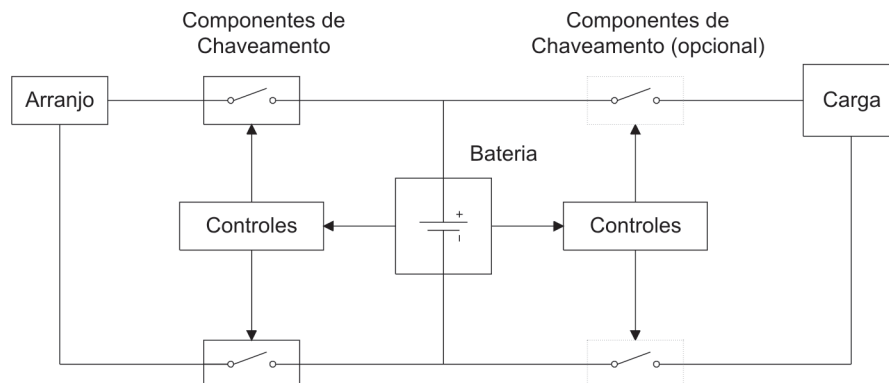 Componentes de
Chaveamento
Componentes de
Chaveamento (opcional)
Arranjo
Carga
Bateria
+
–
Controles
Controles